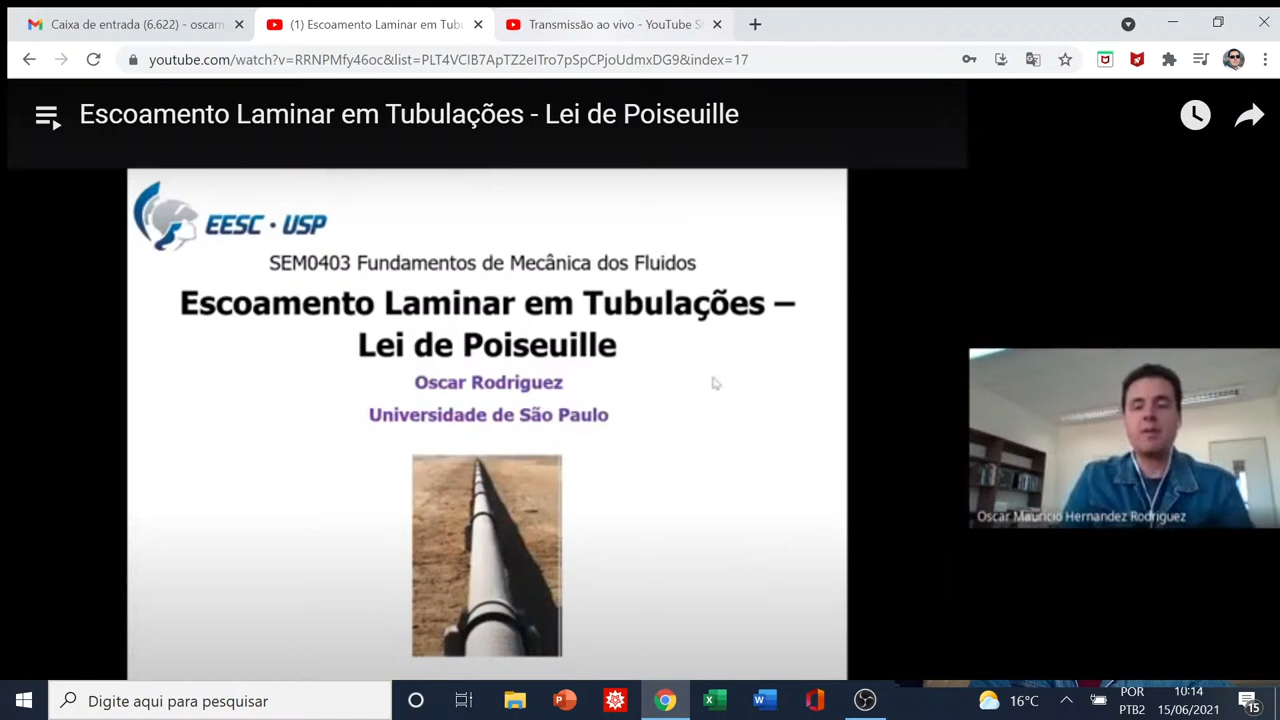 Caixa de entrada (6.622) - oscarn
(1) Escoamento Laminar em Tubu
Transmissão ao vivo - YouTube S
youtube.com/watch?v=RRNPMfy46oc&list=PLT4VClB7ApTZ2eITro7pSpCPjoUdmxDG9&index=17
Escoamento Laminar em Tubulações - Lei de Poiseuille
EESC · USP
SEM0403 Fundamentos de Mecânica dos Fluidos
Escoamento Laminar em Tubulações –
Lei de Poiseuille
Oscar Rodriguez
Universidade de São Paulo
Oscar Mauricio Hernandez Rodriguez
Digite aqui para pesquisar
16°C
POR
PTB2
10:14
15/06/2021
15